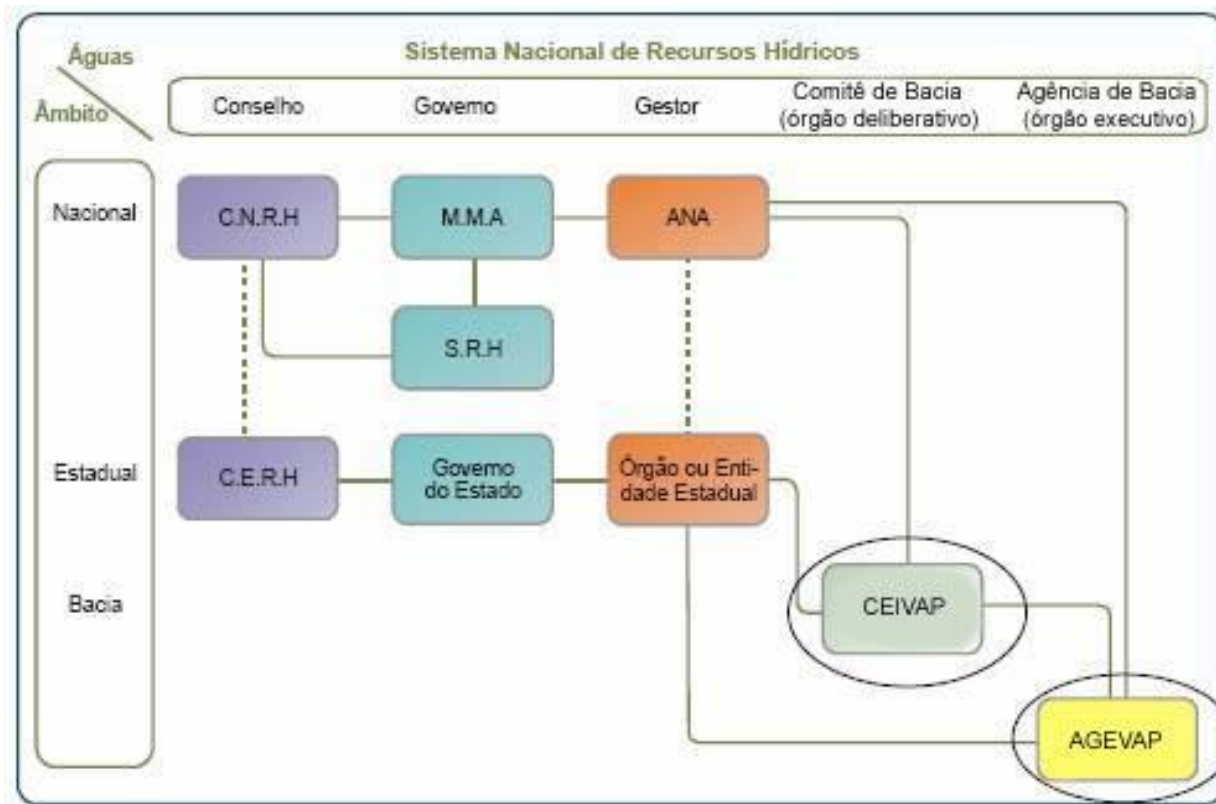 Águas
Sistema Nacional de Recursos Hídricos
Âmbito
Conselho
Governo
Gestor
Comitê de Bacia
(órgão deliberativo)
Agência de Bacia
(órgão executivo)
Nacional
C.N.R.H
M.M.A
ANA
S.R.H
Estadual
C.E.R.H
Governo
do Estado
Órgão ou Enti-
dade Estadual
Bacia
CEIVAP
AGEVAP